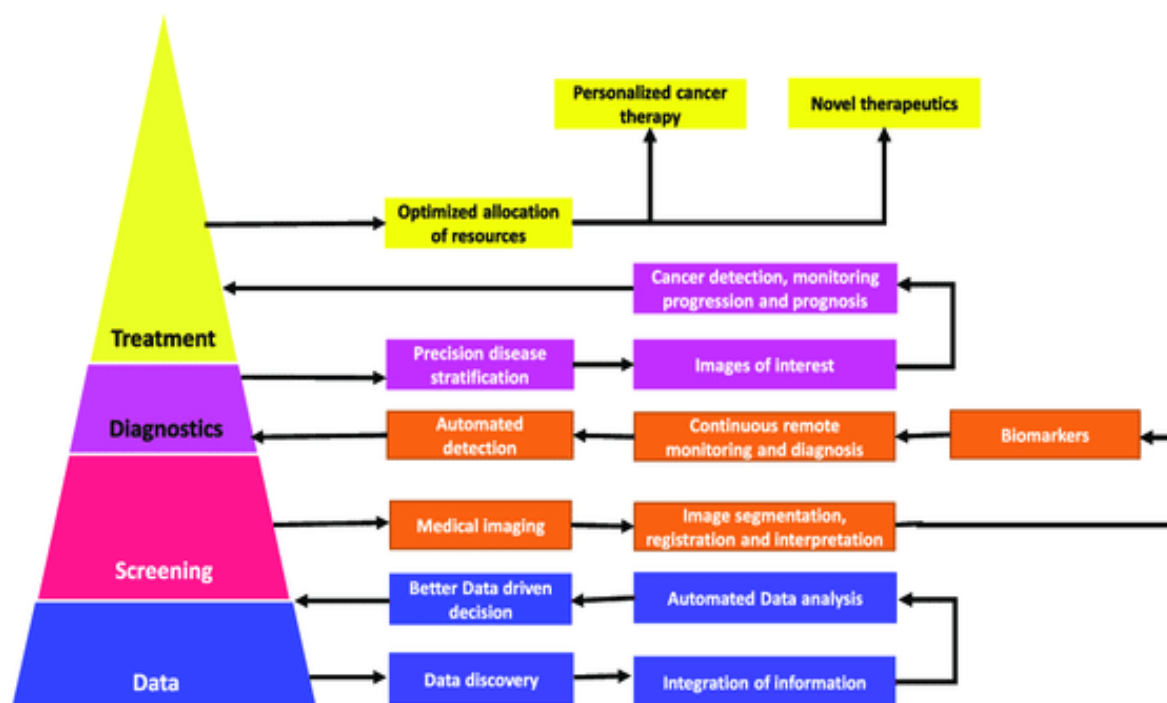 Personalized cancer
therapy
Novel therapeutics
Optimized allocation
of resources
Cancer detection, monitoring
progression and prognosis
Treatment
Precision disease
stratification
Images of interest
Diagnostics
Automated
detection
Continuous remote
monitoring and diagnosis
Biomarkers
Medical imaging
Image segmentation,
registration and interpretation
Screening
Better Data driven
decision
Automated Data analysis
Data
Data discovery
Integration of information